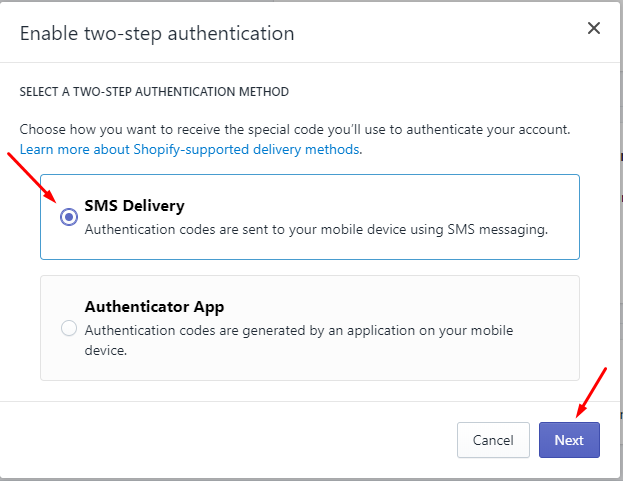 Enable two-step authentication
SELECT A TWO-STEP AUTHENTICATION METHOD
Choose how you want to receive the special code you'll use to authenticate your account.
Learn more about Shopify-supported delivery methods.
SMS Delivery
Authentication codes are sent to your mobile device using SMS messaging.
Authenticator App
Authentication codes are generated by an application on your mobile
device.
Cancel
Next